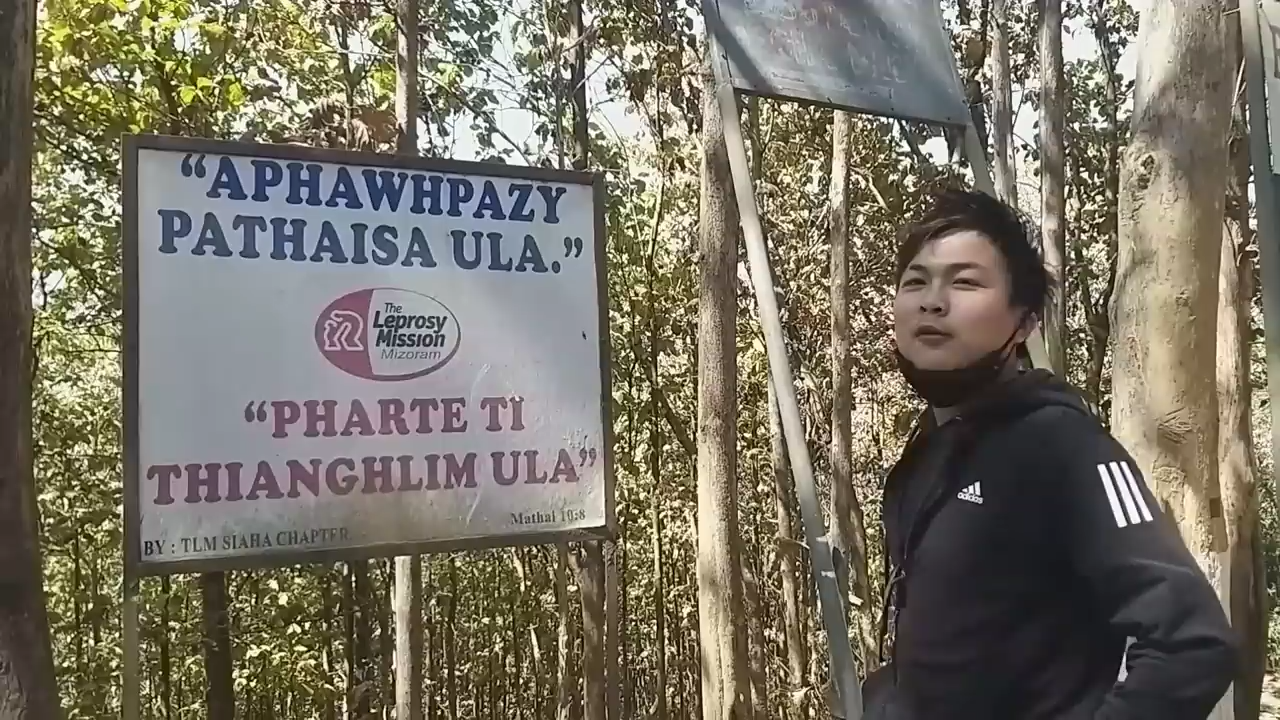 “APHAWHPAZY
PATHAISA ULA.”
The
Leprosy
Mission
Mizoram
“PHARTE TI
THIANGHLIM ULA”
Mathai 10:8
BY : TLM SIAHA CHAPTER
adidas